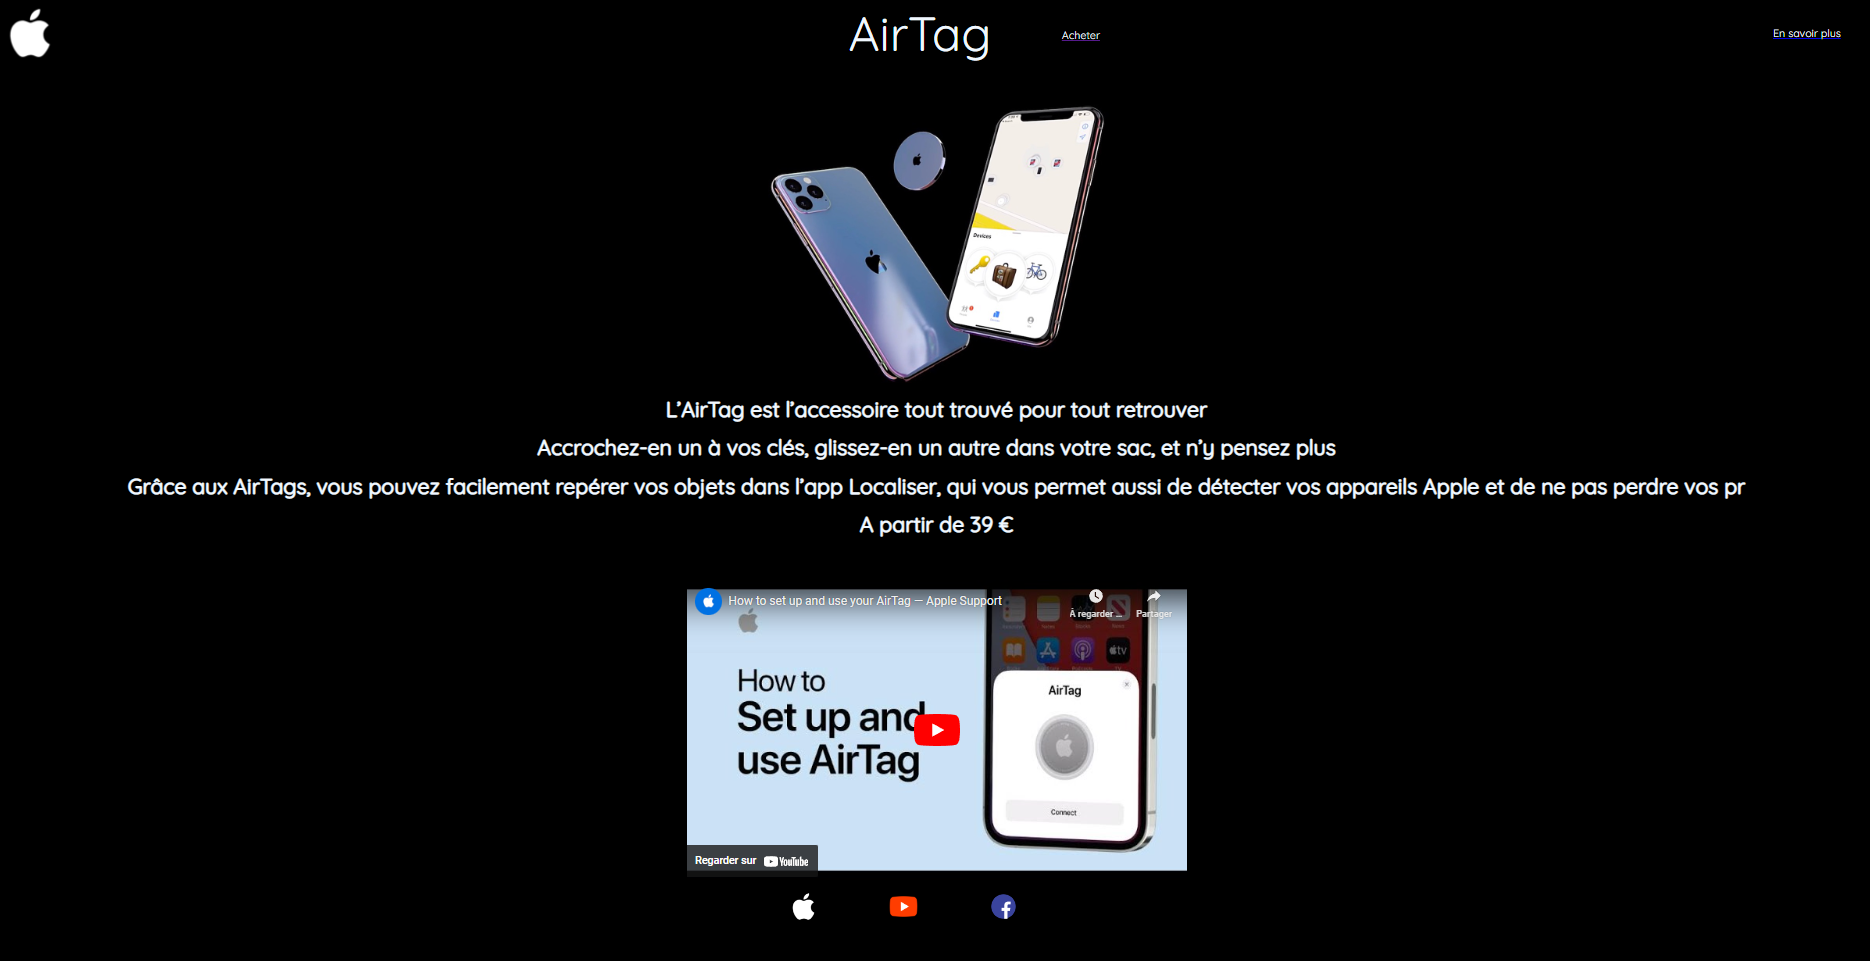 AirTag
Acheter
En savoir plus
Devices
L’AirTag est l’accessoire tout trouvé pour tout retrouver
Accrochez-en un à vos clés, glissez-en un autre dans votre sac, et n’y pensez plus
Grâce aux AirTags, vous pouvez facilement repérer vos objets dans l’app Localiser, qui vous permet aussi de détecter vos appareils Apple et de ne pas perdre vos pr
A partir de 39 €
How to set up and use your AirTag — Apple Support
À regarder ...
Partager
tv
How to
Set up and
use AirTag
AirTag
Connect
Regarder sur YouTube